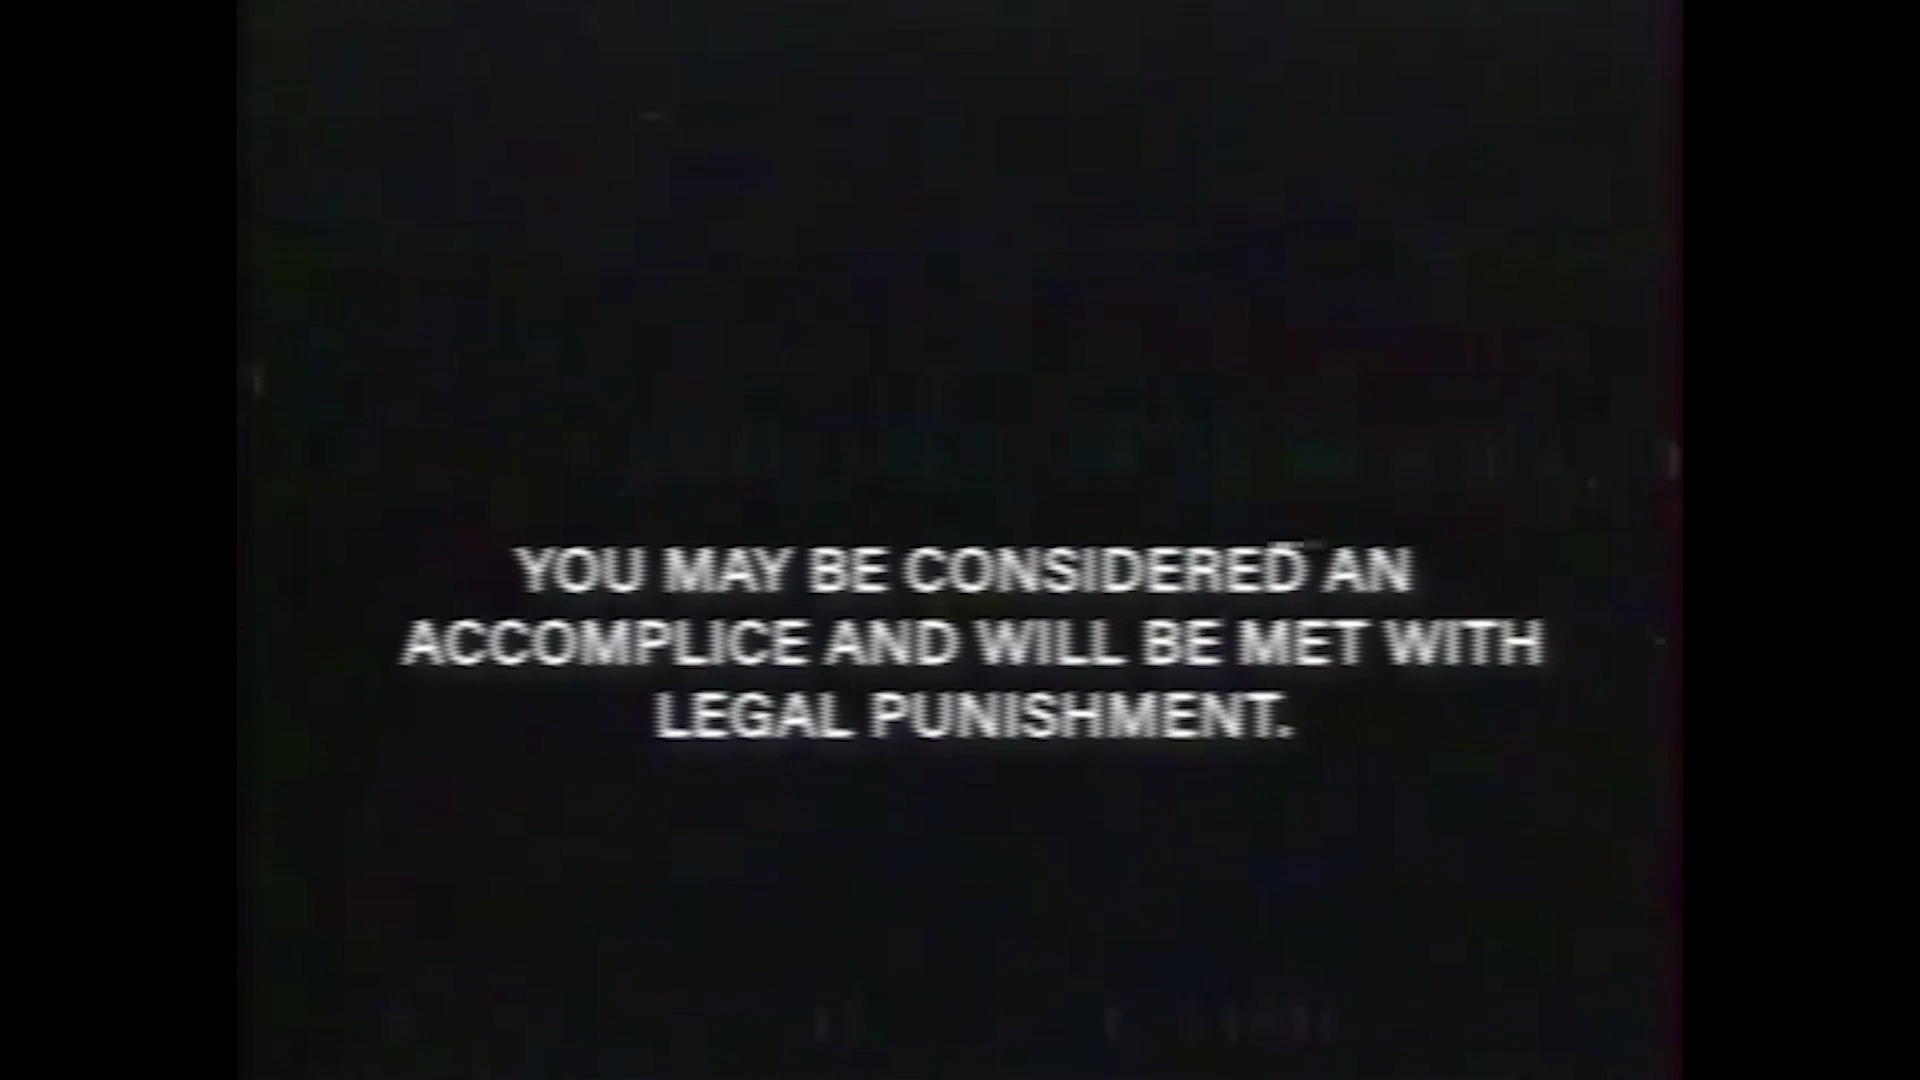 YOU MAY BE CONSIDERED AN
ACCOMPLICE AND WILL BE MET WITH
LEGAL PUNISHMENT.